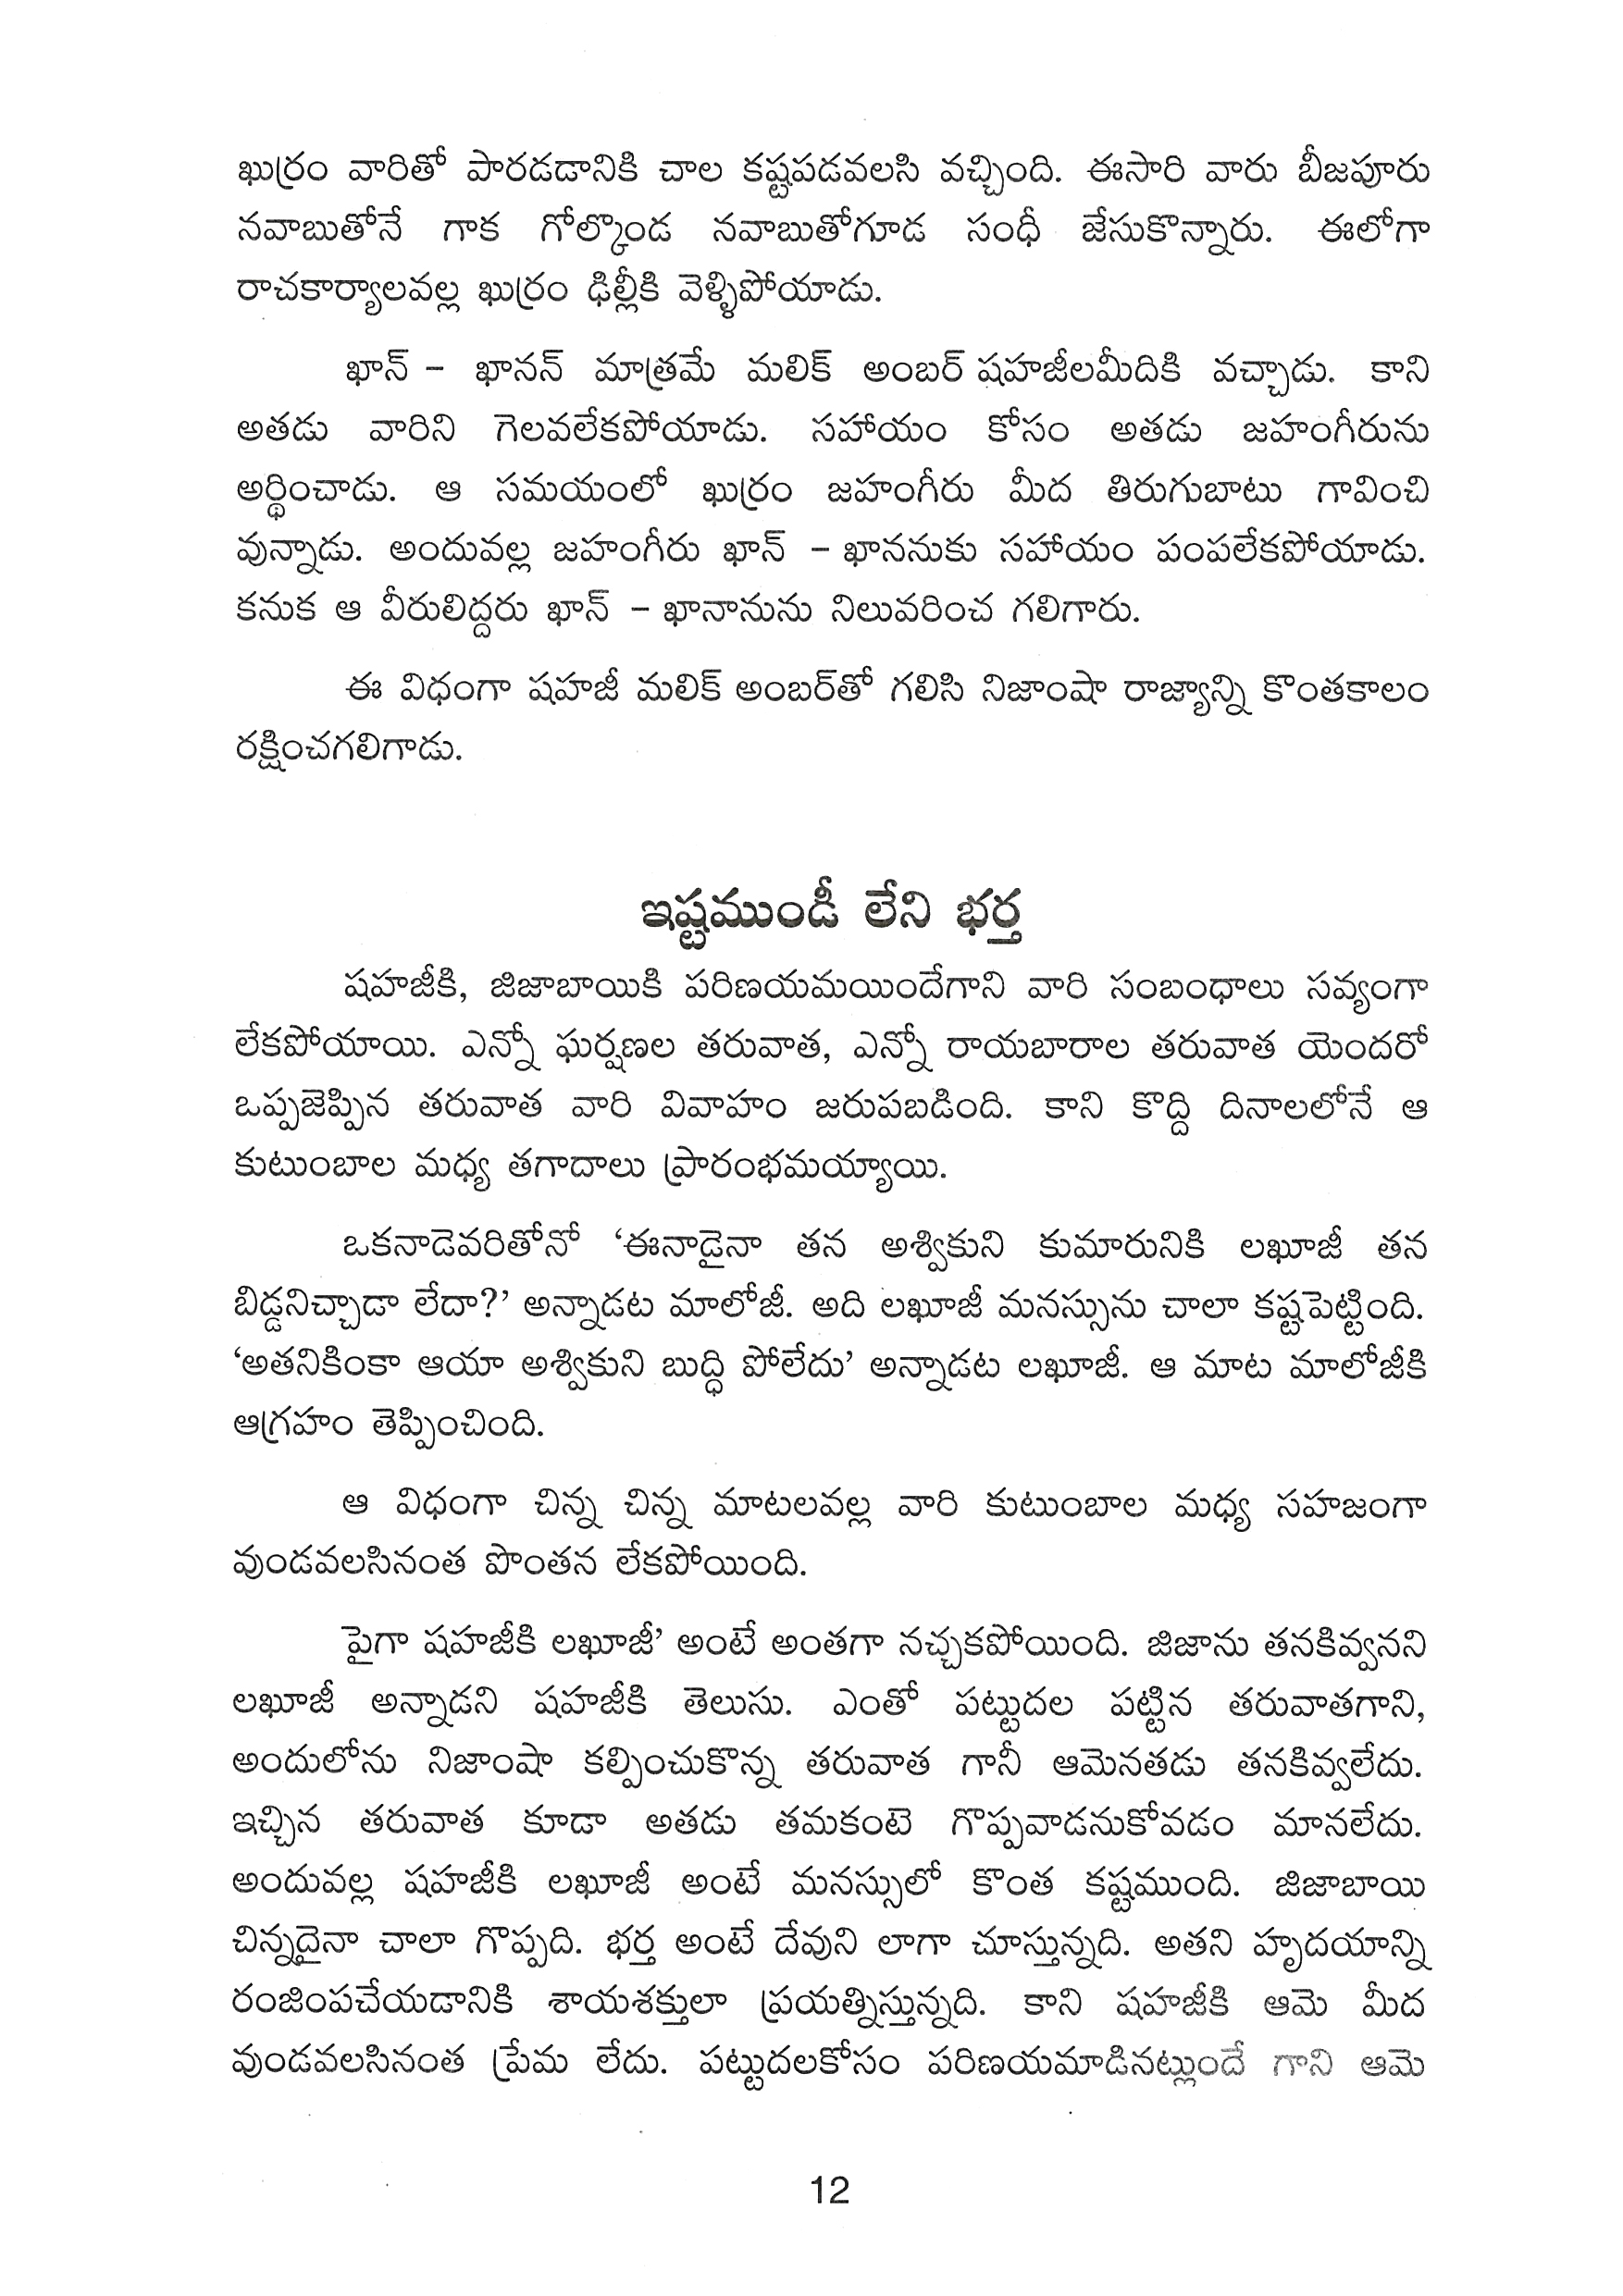 ఖుర్రం వారితో పారడడానికి చాల కష్టపడవలసి వచ్చింది. ఈసారి వారు బీజపూరు
నవాబుతోనే గాక గోల్కొండ నవాబుతోగూడ సంధీ జేసుకొన్నారు. ఈలోగా
రాచకార్యాలవల్ల ఖుర్రం ఢిల్లీకి వెళ్ళిపోయాడు.
ఖాన్ – ఖానన్ మాత్రమే మలిక్ అంబర్ షహజీలమీదికి వచ్చాడు. కాని
అతడు వారిని గెలవలేకపోయాడు. సహాయం కోసం అతడు జహంగీరును
అర్థించాడు. ఆ సమయంలో ఖుర్రం జహంగీరు మీద తిరుగుబాటు గావించి
వున్నాడు. అందువల్ల జహంగీరు ఖాన్ – ఖాననుకు సహాయం పంపలేకపోయాడు.
కనుక ఆ వీరులిద్దరు ఖాన్ – ఖానానును నిలువరించ గలిగారు.
ఈ విధంగా షహజీ మలిక్ అంబర్‌తో గలిసి నిజాంషా రాజ్యాన్ని కొంతకాలం
రక్షించగలిగాడు.
ఇష్టముండీ లేని భర్త
షహజీకి, జిజాబాయికి పరిణయమయిందేగాని వారి సంబంధాలు సవ్యంగా
లేకపోయాయి. ఎన్నో ఘర్షణల తరువాత, ఎన్నో రాయబారాల తరువాత యెందరో
ఒప్పజెప్పిన తరువాత వారి వివాహం జరుపబడింది. కాని కొద్ది దినాలలోనే ఆ
కుటుంబాల మధ్య తగాదాలు ప్రారంభమయ్యాయి.
ఒకనాడెవరితోనో ‘ఈనాడైనా తన అశ్వికుని కుమారునికి లఖూజీ తన
బిడ్డనిచ్చాడా లేదా?’ అన్నాడట మాలోజీ. అది లఖూజీ మనస్సును చాలా కష్టపెట్టింది.
‘అతనికింకా ఆయా అశ్వికుని బుద్ధి పోలేదు’ అన్నాడట లఖూజీ. ఆ మాట మాలోజీకి
ఆగ్రహం తెప్పించింది.
ఆ విధంగా చిన్న చిన్న మాటలవల్ల వారి కుటుంబాల మధ్య సహజంగా
వుండవలసినంత పొంతన లేకపోయింది.
పైగా షహజీకి లఖూజీ’ అంటే అంతగా నచ్చకపోయింది. జిజాను తనకివ్వనని
లఖూజీ అన్నాడని షహజీకి తెలుసు. ఎంతో పట్టుదల పట్టిన తరువాతగాని,
అందులోను నిజాంషా కల్పించుకొన్న తరువాత గానీ ఆమెనతడు తనకివ్వలేదు.
ఇచ్చిన తరువాత కూడా అతడు తమకంటె గొప్పవాడనుకోవడం మానలేదు.
అందువల్ల షహజీకి లఖూజీ అంటే మనస్సులో కొంత కష్టముంది. జిజాబాయి
చిన్నదైనా చాలా గొప్పది. భర్త అంటే దేవుని లాగా చూస్తున్నది. అతని హృదయాన్ని
రంజింపచేయడానికి శాయశక్తులా ప్రయత్నిస్తున్నది. కాని షహజీకి ఆమె మీద
వుండవలసినంత ప్రేమ లేదు. పట్టుదలకోసం పరిణయమాడినట్లుందే గాని ఆమె
12